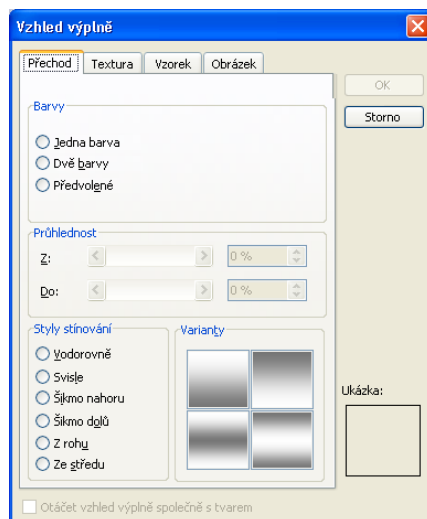 Vzhled výplně
Přechod Textura Vzorek Obrázek
OK
Storno
Barvy
Jedna barva
Dvě barvy
Předvolené
Průhlednost
Z: 0 %
Do: 0 %
Styly stínování
Vodorovně
Svisle
Šikmo nahoru
Šikmo dolů
Z rohu
Ze středu
Varianty
Ukázka:
Otáčet vzhled výplně společně s tvarem